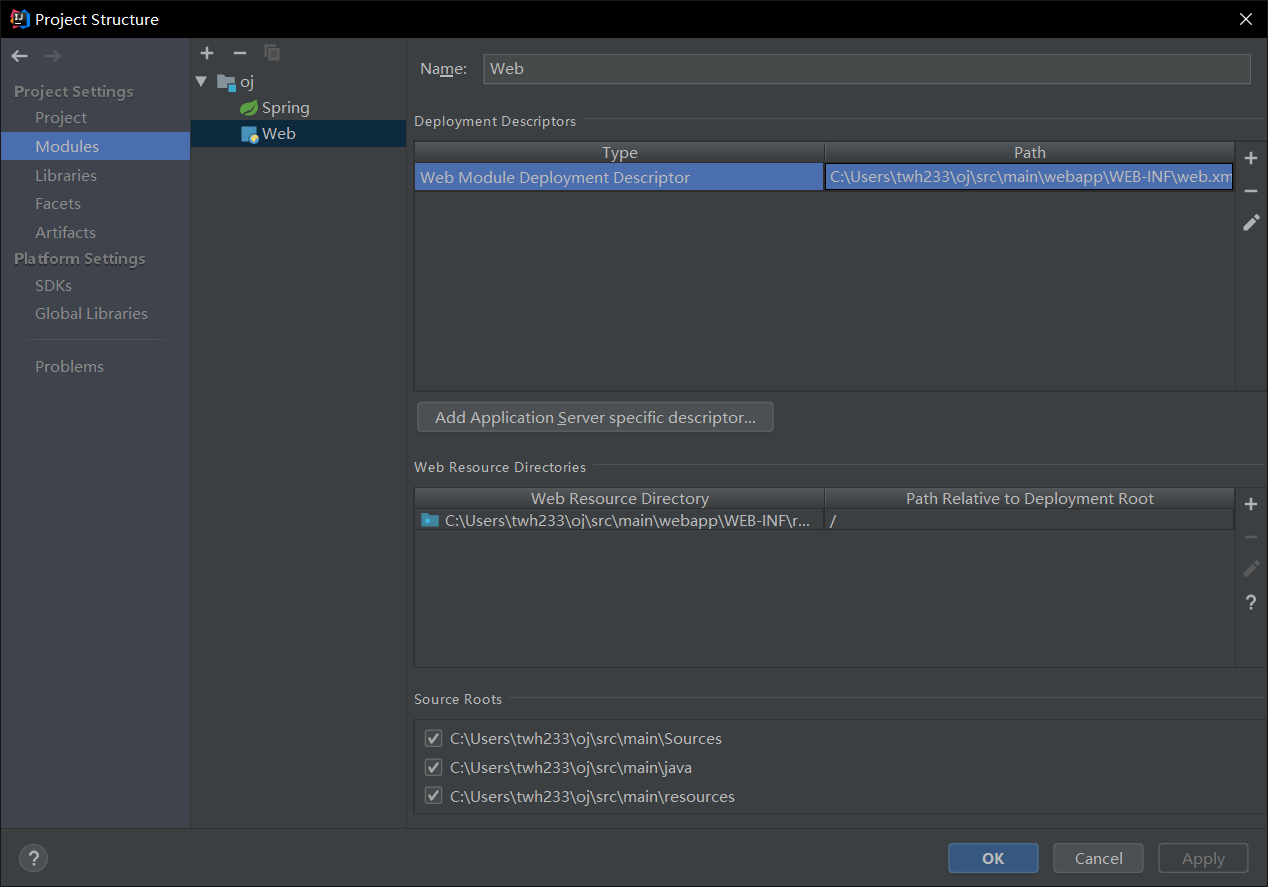 Project Structure
Project Settings
Project
Modules
Libraries
Facets
Artifacts
Platform Settings
SDKs
Global Libraries
Problems
oj
Spring
Web
Name: Web
Deployment Descriptors
Type Path
Web Module Deployment Descriptor C:\Users\twh233\oj\src\main\webapp\WEB-INF\web.xm
Add Application Server specific descriptor...
Web Resource Directories
Web Resource Directory Path Relative to Deployment Root
C:\Users\twh233\oj\src\main\webapp\WEB-INF\r... /
?
Source Roots
C:\Users\twh233\oj\src\main\Sources
C:\Users\twh233\oj\src\main\java
C:\Users\twh233\oj\src\main\resources
? OK Cancel Apply